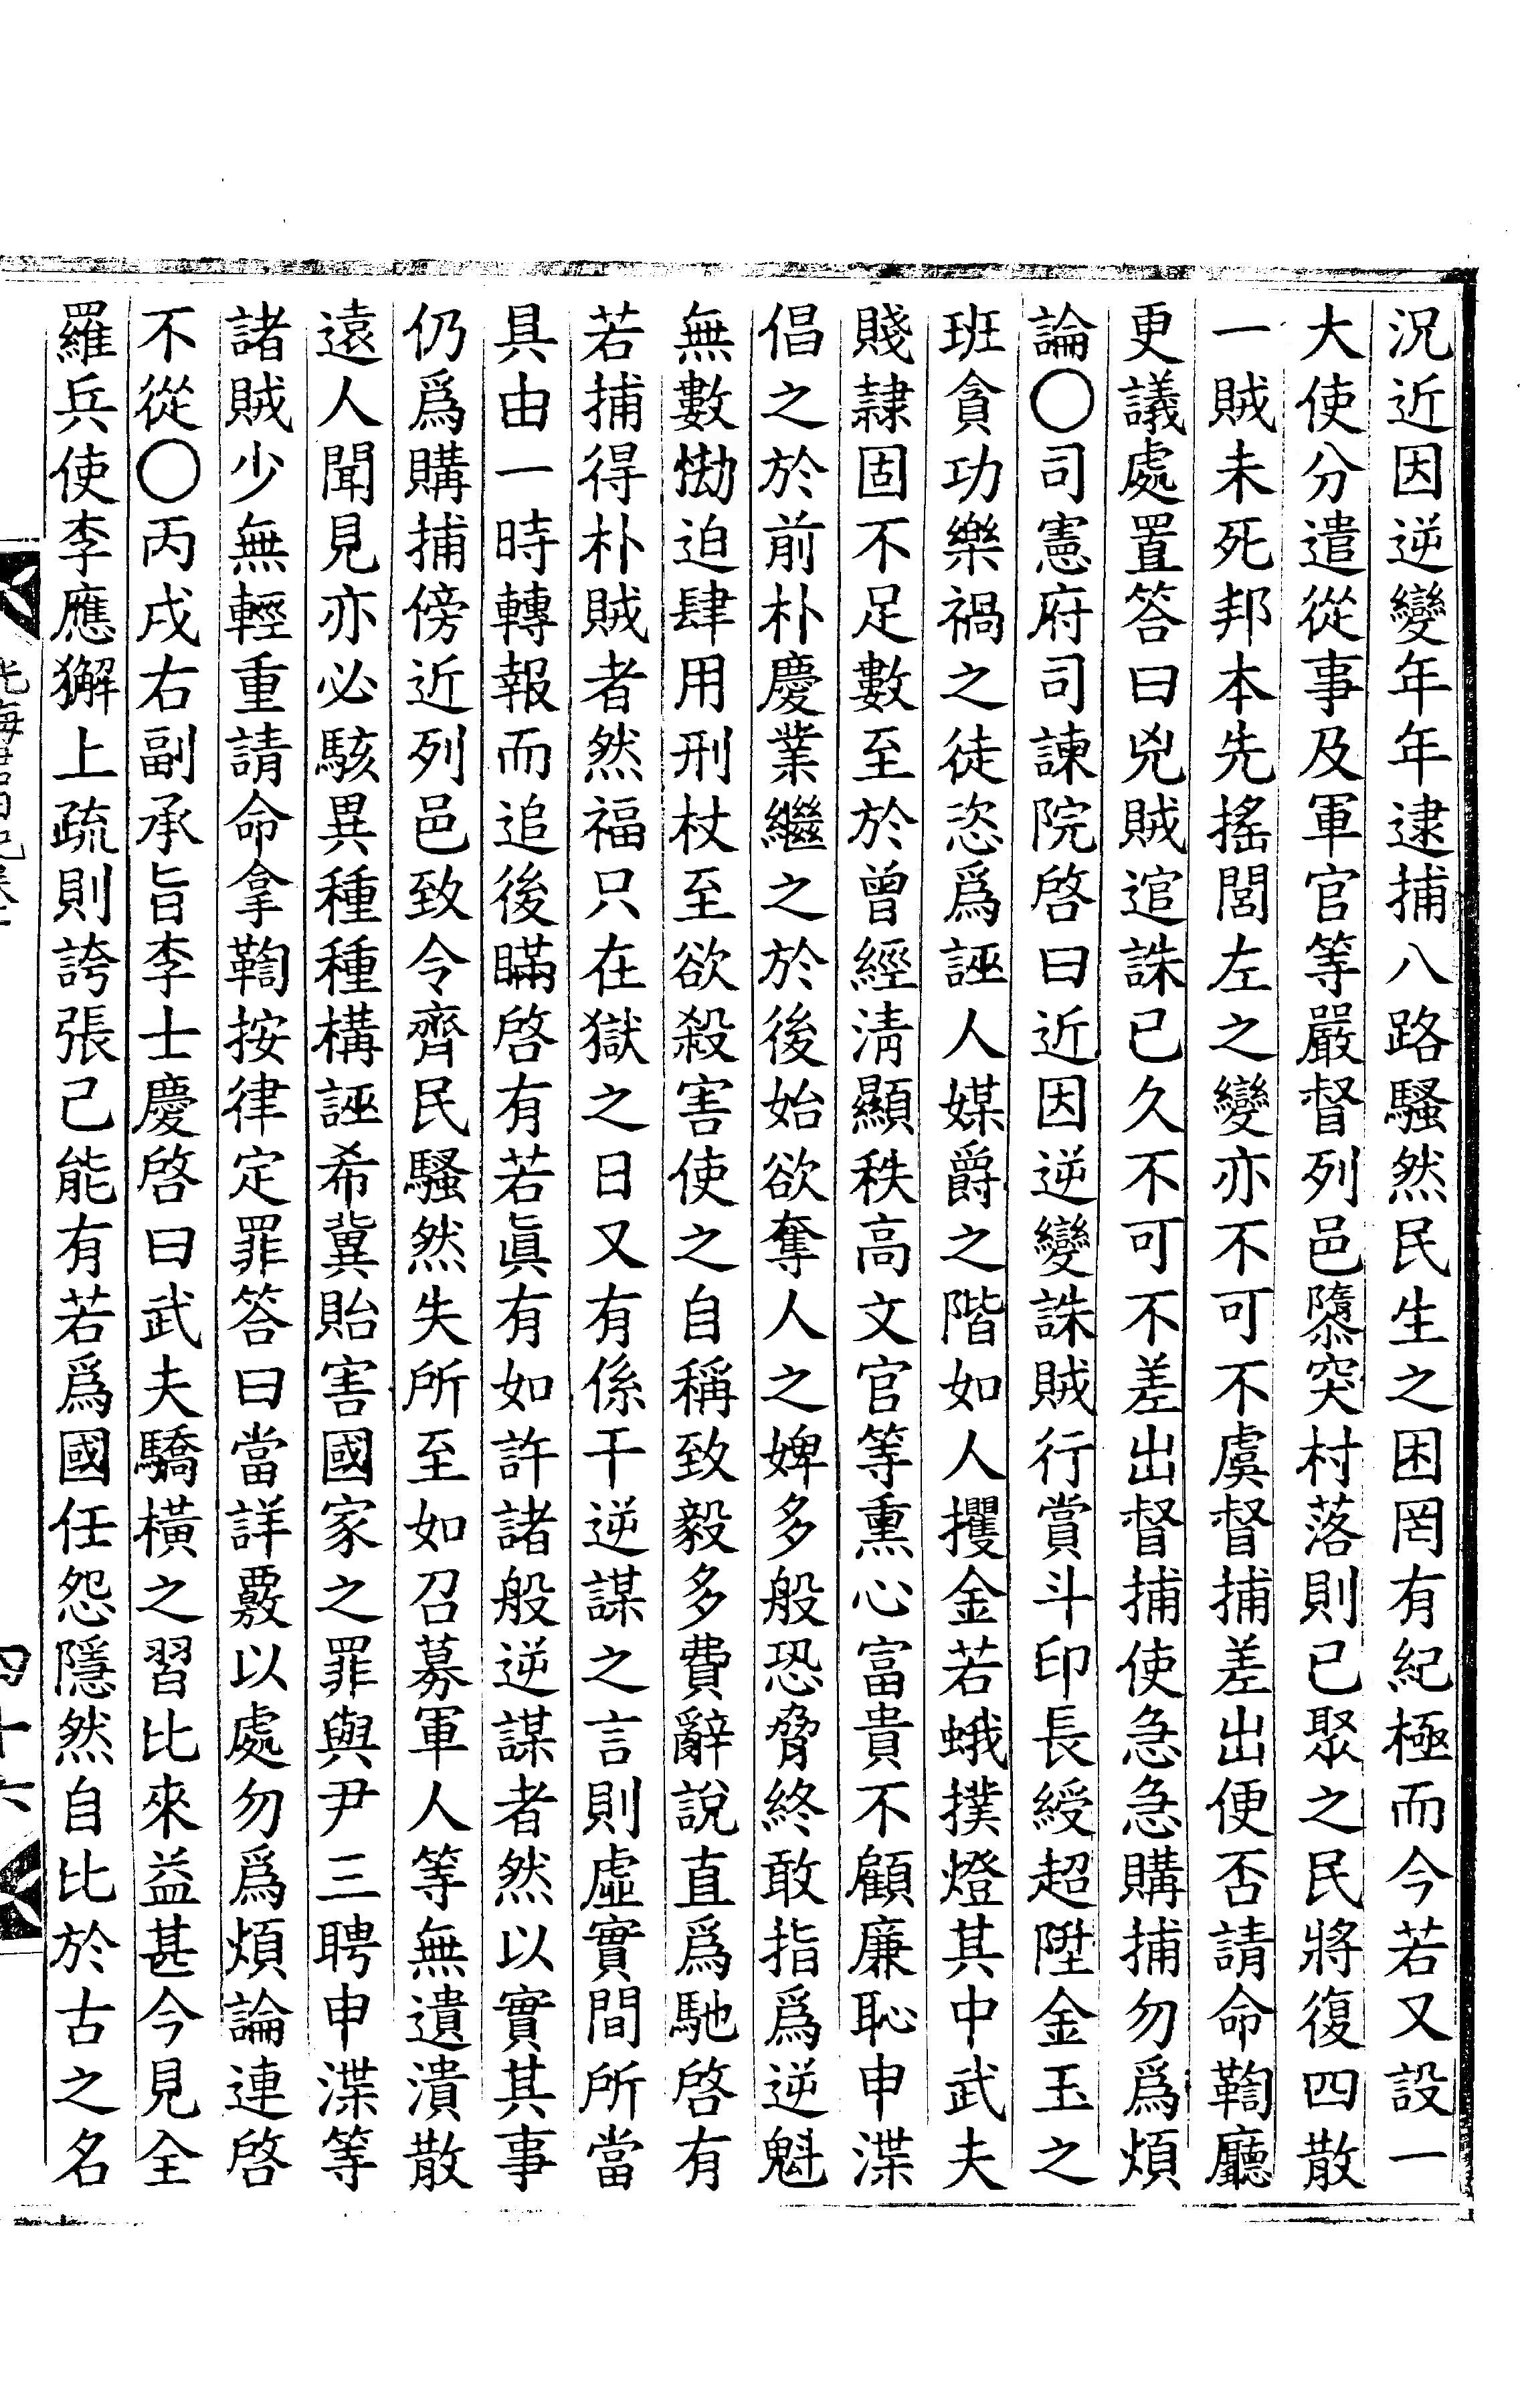 況近因逆變年年逮捕八路騷然民生之困罔有紀極而今若又設一
大使分遣從事及軍官等嚴督列邑隳突村落則已聚之民將復四散
一賊未死邦本先搖閭左之變亦不可不虞督捕差出便否請命鞫廳
更議處置答曰兇賊逭誅已久不可不差出督捕使急急購捕勿爲煩
論〇司憲府司諫院啓曰近因逆變誅賊行賞斗印長綬超陞金玉之
班貪功樂禍之徒恣爲誣人媒爵之階如人攫金若蛾撲燈其中武夫
賤隷固不足數至於曾經淸顯秩高文官等熏心富貴不顧廉恥申渫
倡之於前朴慶業繼之於後始欲奪人之婢多般恐脅終敢指爲逆魁
無數㘦迫肆用刑杖至欲殺害使之自稱致毅多費辭說直爲馳啓有
若捕得朴賊者然福只在獄之日又有係干逆謀之言則虛實間所當
具由一時轉報而追後瞞啓有若眞有如許諸般逆謀者然以實其事
仍爲購捕傍近列邑致令齊民騷然失所至如召募軍人等無遺潰散
遠人聞見亦必駭異種種構誣希冀貽害國家之罪與尹三聘申渫等
諸賊少無輕重請命拿鞫按律定罪答曰當詳覈以處勿爲煩論連啓
不從〇丙戌右副承旨李士慶啓曰武夫驕橫之習比來益甚今見全
羅兵使李應獬上疏則誇張己能有若爲國任怨隱然自比於古之名
四十六